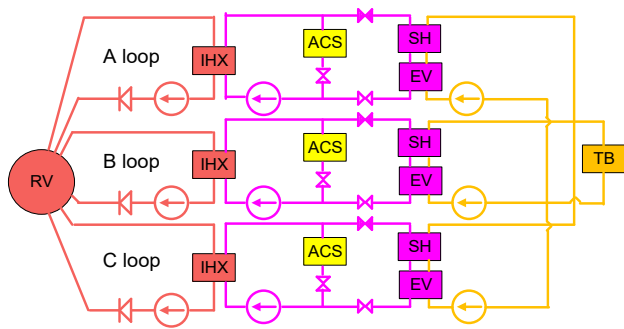 A loop
IHX
ACS
SH
EV
B loop
IHX
ACS
SH
EV
RV
TB
C loop
IHX
ACS
SH
EV